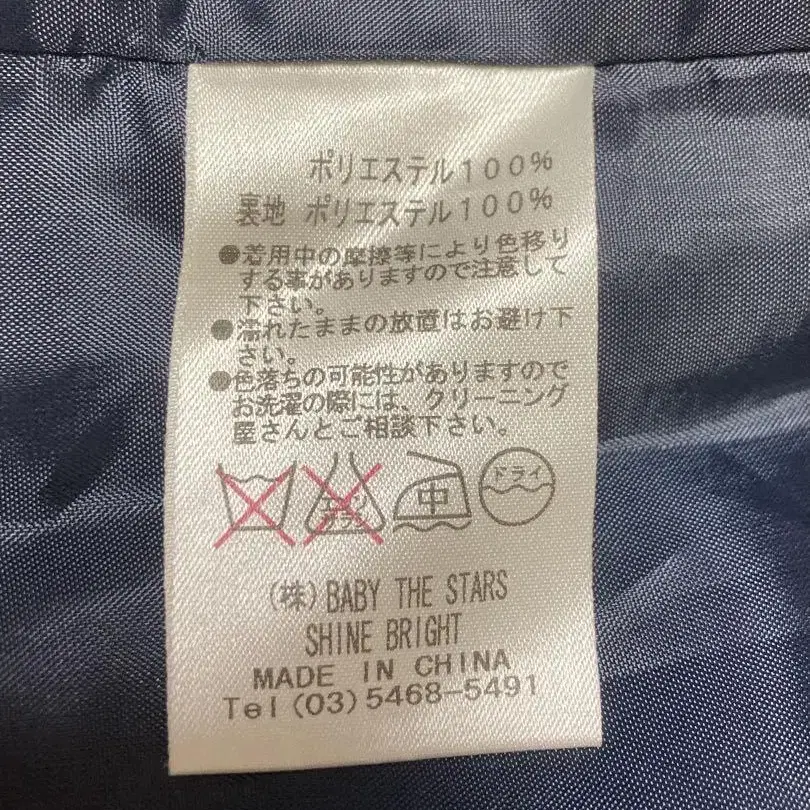 ポリエステル100%
裏地 ポリエステル100%
●着用中の摩擦等により色移り
する事がありますので注意して
下さい。
●濡れたままの放置はお避け下
さい。
●色落ちの可能性がありますので
お洗濯の際には、クリーニング
屋さんとご相談下さい。
エンソ
サラシ
中
ドライ
(株)BABY THE STARS
SHINE BRIGHT
MADE IN CHINA
Tel(03)5468-5491